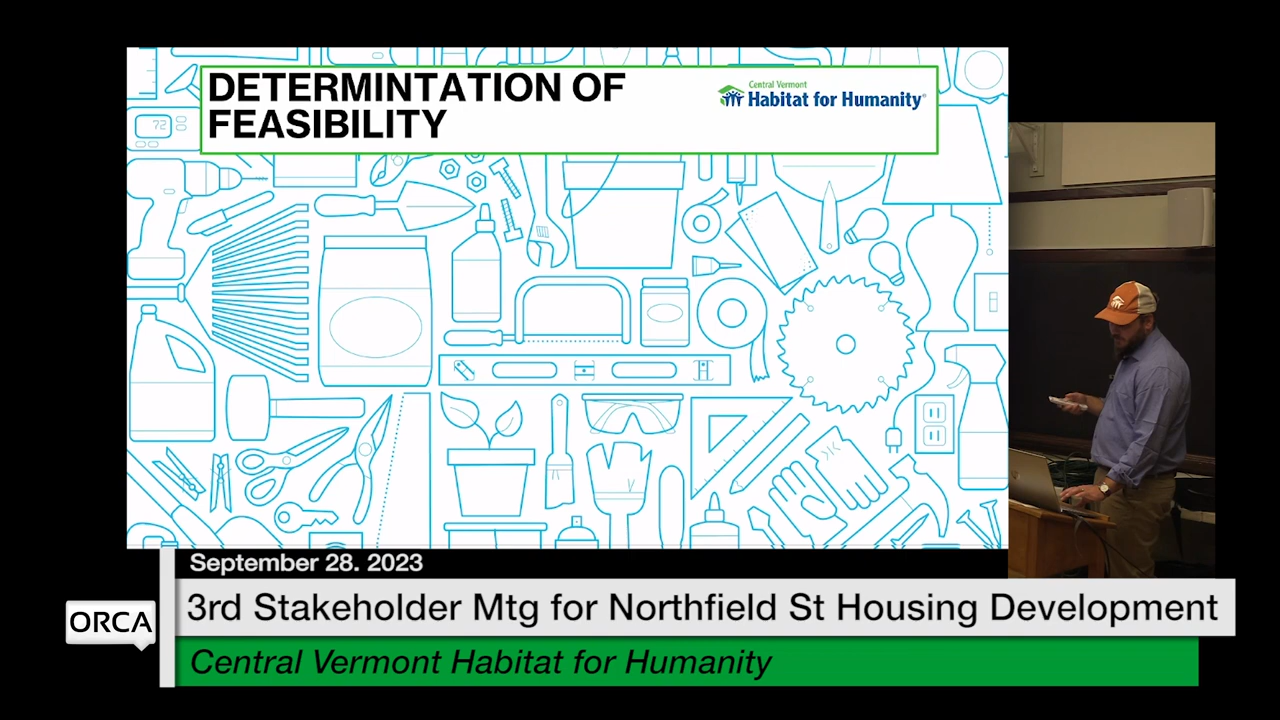 DETERMINTATION OF
FEASIBILITY
Central Vermont
Habitat for Humanity®
72
September 28. 2023
3rd Stakeholder Mtg for Northfield St Housing Development
ORCA
Central Vermont Habitat for Humanity